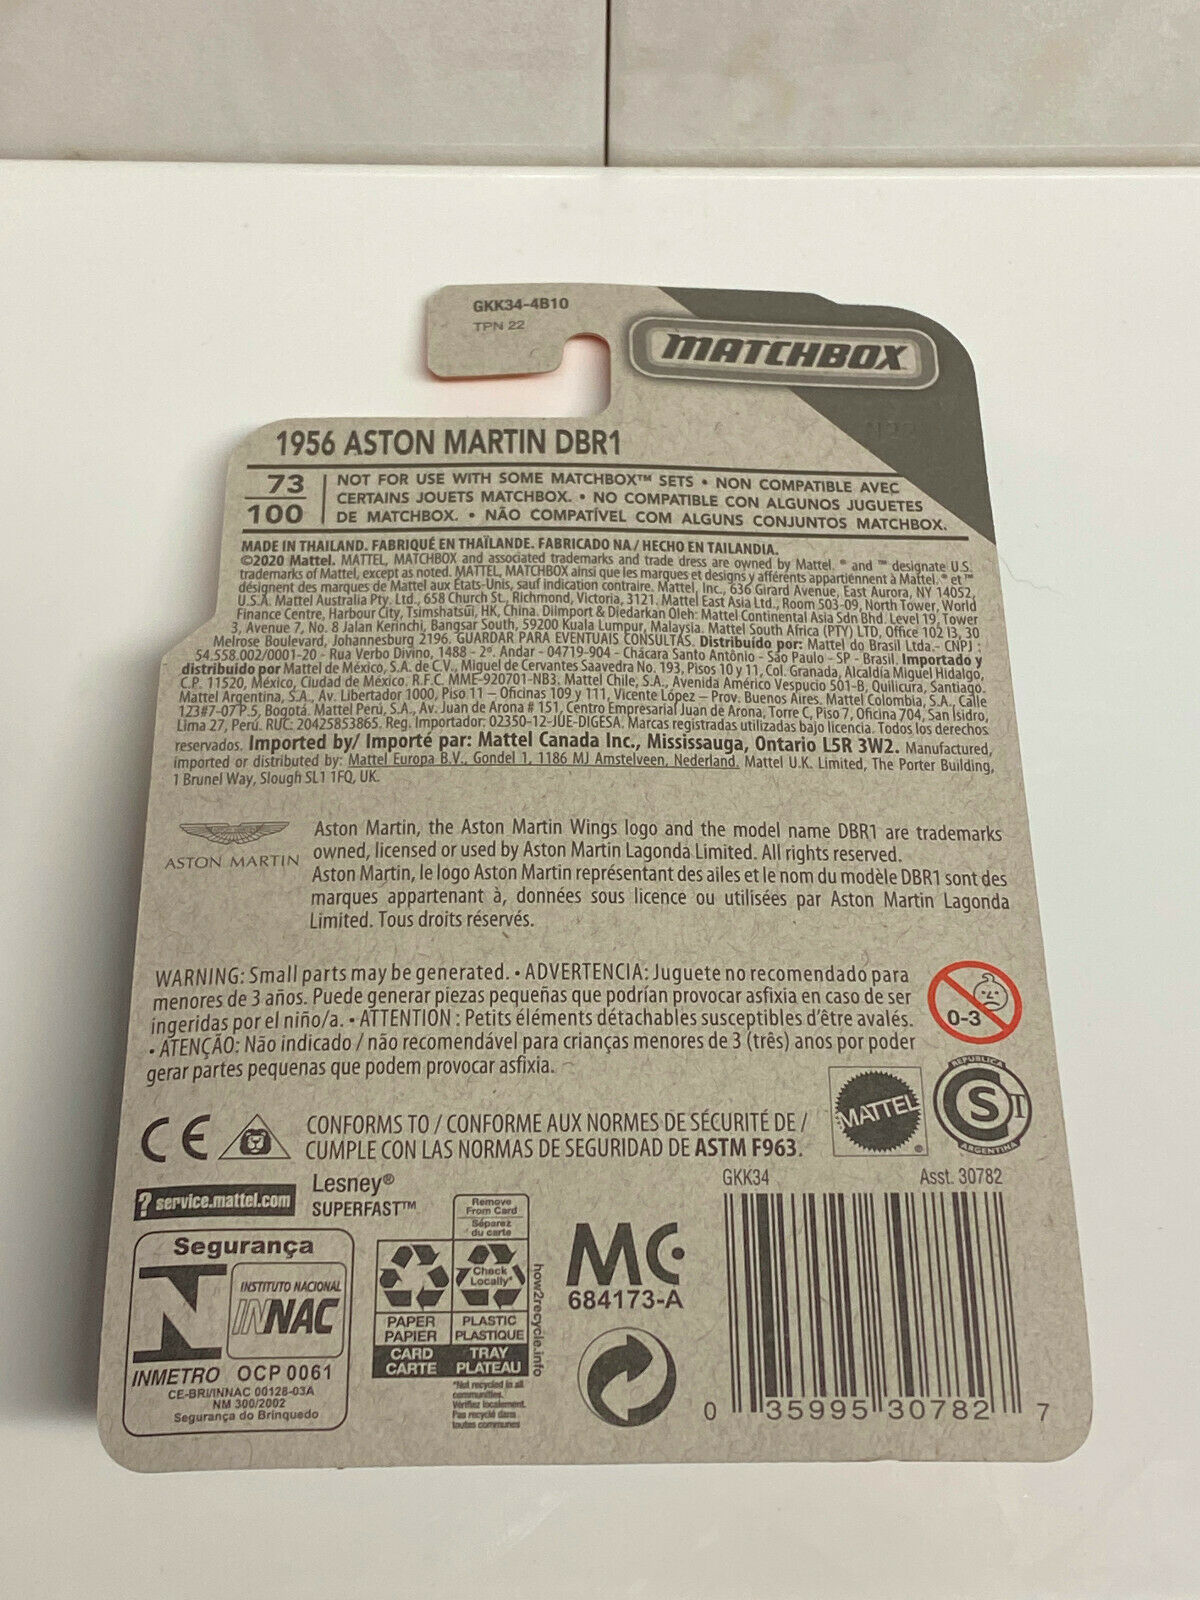 GKK34-4B10
TPN 22
MATCHBOX
1956 ASTON MARTIN DBR1
73
100
NOT FOR USE WITH SOME MATCHBOX™ SETS • NON COMPATIBLE AVEC
CERTAINS JOUETS MATCHBOX. • NO COMPATIBLE CON ALGUNOS JUGUETES
DE MATCHBOX. • NÃO COMPATÍVEL COM ALGUNS CONJUNTOS MATCHBOX.
MADE IN THAILAND. FABRIQUÉ EN THAÏLANDE. FABRICADO NA / HECHO EN TAILANDIA.
©2020 Mattel. MATTEL, MATCHBOX and associated trademarks and trade dress are owned by Mattel. ® and ™ designate U.S.
trademarks of Mattel, except as noted. MATTEL, MATCHBOX ainsi que les marques et designs y afférents appartiennent à Mattel. ® et ™
désignent des marques de Mattel aux États-Unis, sauf indication contraire. Mattel, Inc., 636 Girard Avenue, East Aurora, NY 14052,
U.S.A. Mattel Australia Pty. Ltd., 658 Church St., Richmond, Victoria, 3121. Mattel East Asia Ltd., Room 503-09, North Tower, World
Finance Centre, Harbour City, Tsimshatsui, HK, China. Diimport & Diedarkan Oleh: Mattel Continental Asia Sdn Bhd. Level 19, Tower
3, Avenue 7, No. 8 Jalan Kerinchi, Bangsar South, 59200 Kuala Lumpur, Malaysia. Mattel South Africa (PTY) LTD, Office 102 I3, 30
Melrose Boulevard, Johannesburg 2196. GUARDAR PARA EVENTUAIS CONSULTAS. Distribuído por: Mattel do Brasil Ltda.- CNPJ :
54.558.002/0001-20 - Rua Verbo Divino, 1488 - 2º. Andar - 04719-904 - Chácara Santo Antônio - São Paulo - SP - Brasil. Importado y
distribuido por Mattel de México, S.A. de C.V., Miguel de Cervantes Saavedra No. 193, Pisos 10 y 11, Col. Granada, Alcaldía Miguel Hidalgo,
C.P. 11520, México, Ciudad de México. R.F.C. MME-920701-NB3. Mattel Chile, S.A., Avenida Américo Vespucio 501-B, Quilicura, Santiago.
Mattel Argentina, S.A., Av. Libertador 1000, Piso 11 – Oficinas 109 y 111, Vicente López – Prov. Buenos Aires. Mattel Colombia, S.A., Calle
123#7-07 P.5, Bogotá. Mattel Perú, S.A., Av. Juan de Arona # 151, Centro Empresarial Juan de Arona, Torre C, Piso 7, Oficina 704, San Isidro,
Lima 27, Perú. RUC: 20425853865. Reg. Importador: 02350-12-JUE-DIGESA. Marcas registradas utilizadas bajo licencia. Todos los derechos
reservados. Imported by/ Importé par: Mattel Canada Inc., Mississauga, Ontario L5R 3W2. Manufactured,
imported or distributed by: Mattel Europa B.V., Gondel 1, 1186 MJ Amstelveen, Nederland. Mattel U.K. Limited, The Porter Building,
1 Brunel Way, Slough SL1 1FQ, UK.
ASTON MARTIN
Aston Martin, the Aston Martin Wings logo and the model name DBR1 are trademarks
owned, licensed or used by Aston Martin Lagonda Limited. All rights reserved.
Aston Martin, le logo Aston Martin représentant des ailes et le nom du modèle DBR1 sont des
marques appartenant à, données sous licence ou utilisées par Aston Martin Lagonda
Limited. Tous droits réservés.
WARNING: Small parts may be generated. • ADVERTENCIA: Juguete no recomendado para
menores de 3 años. Puede generar piezas pequeñas que podrían provocar asfixia en caso de ser
ingeridas por el niño/a. • ATTENTION : Petits éléments détachables susceptibles d'être avalés.
• ATENÇÃO: Não indicado / não recomendável para crianças menores de 3 (três) anos por poder
gerar partes pequenas que podem provocar asfixia.
0-3
CE
CONFORMS TO / CONFORME AUX NORMES DE SÉCURITÉ DE /
CUMPLE CON LAS NORMAS DE SEGURIDAD DE ASTM F963.
MATTEL
REPUBLICA
CSI
ARGENTINA
? service.mattel.com
Lesney®
SUPERFAST™
GKK34
Asst. 30782
Segurança
INSTITUTO NACIONAL
INNAC
INMETRO OCP 0061
CE-BRI/INNAC 00128-03A
NM 300/2002
Segurança do Brinquedo
Remove
From Card
Séparez
du carte
Check
Locally*
PAPER
PAPIER
CARD
CARTE
PLASTIC
PLASTIQUE
TRAY
PLATEAU
how2recycle.info
*Not recycled in all
communities.
Vérifiez localement.
Pas recyclé dans
toutes communes
MC
684173-A
0 35995 30782 7